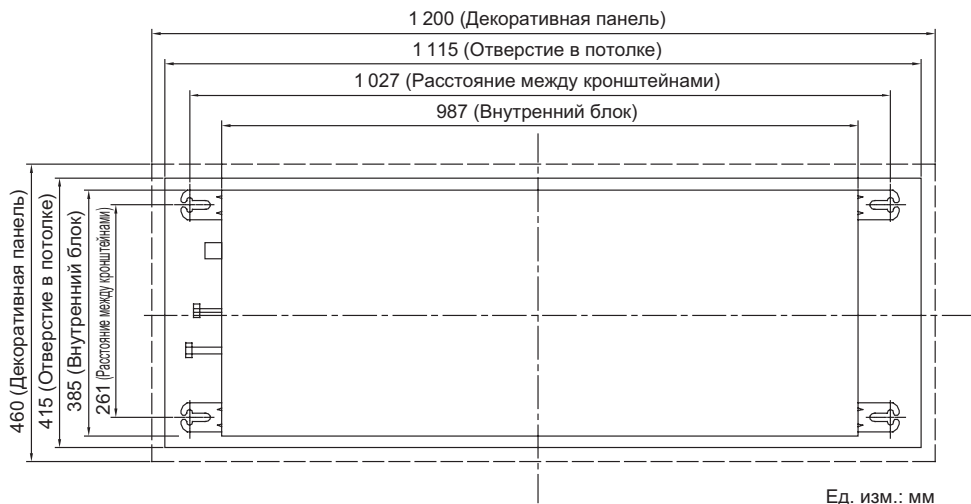 1 200 (Декоративная панель)
1 115 (Отверстие в потолке)
1 027 (Расстояние между кронштейнами)
987 (Внутренний блок)
460 (Декоративная панель)
415 (Отверстие в потолке)
385 (Внутренний блок)
261 (Расстояние между кронштейнами)
Ед. изм.: мм